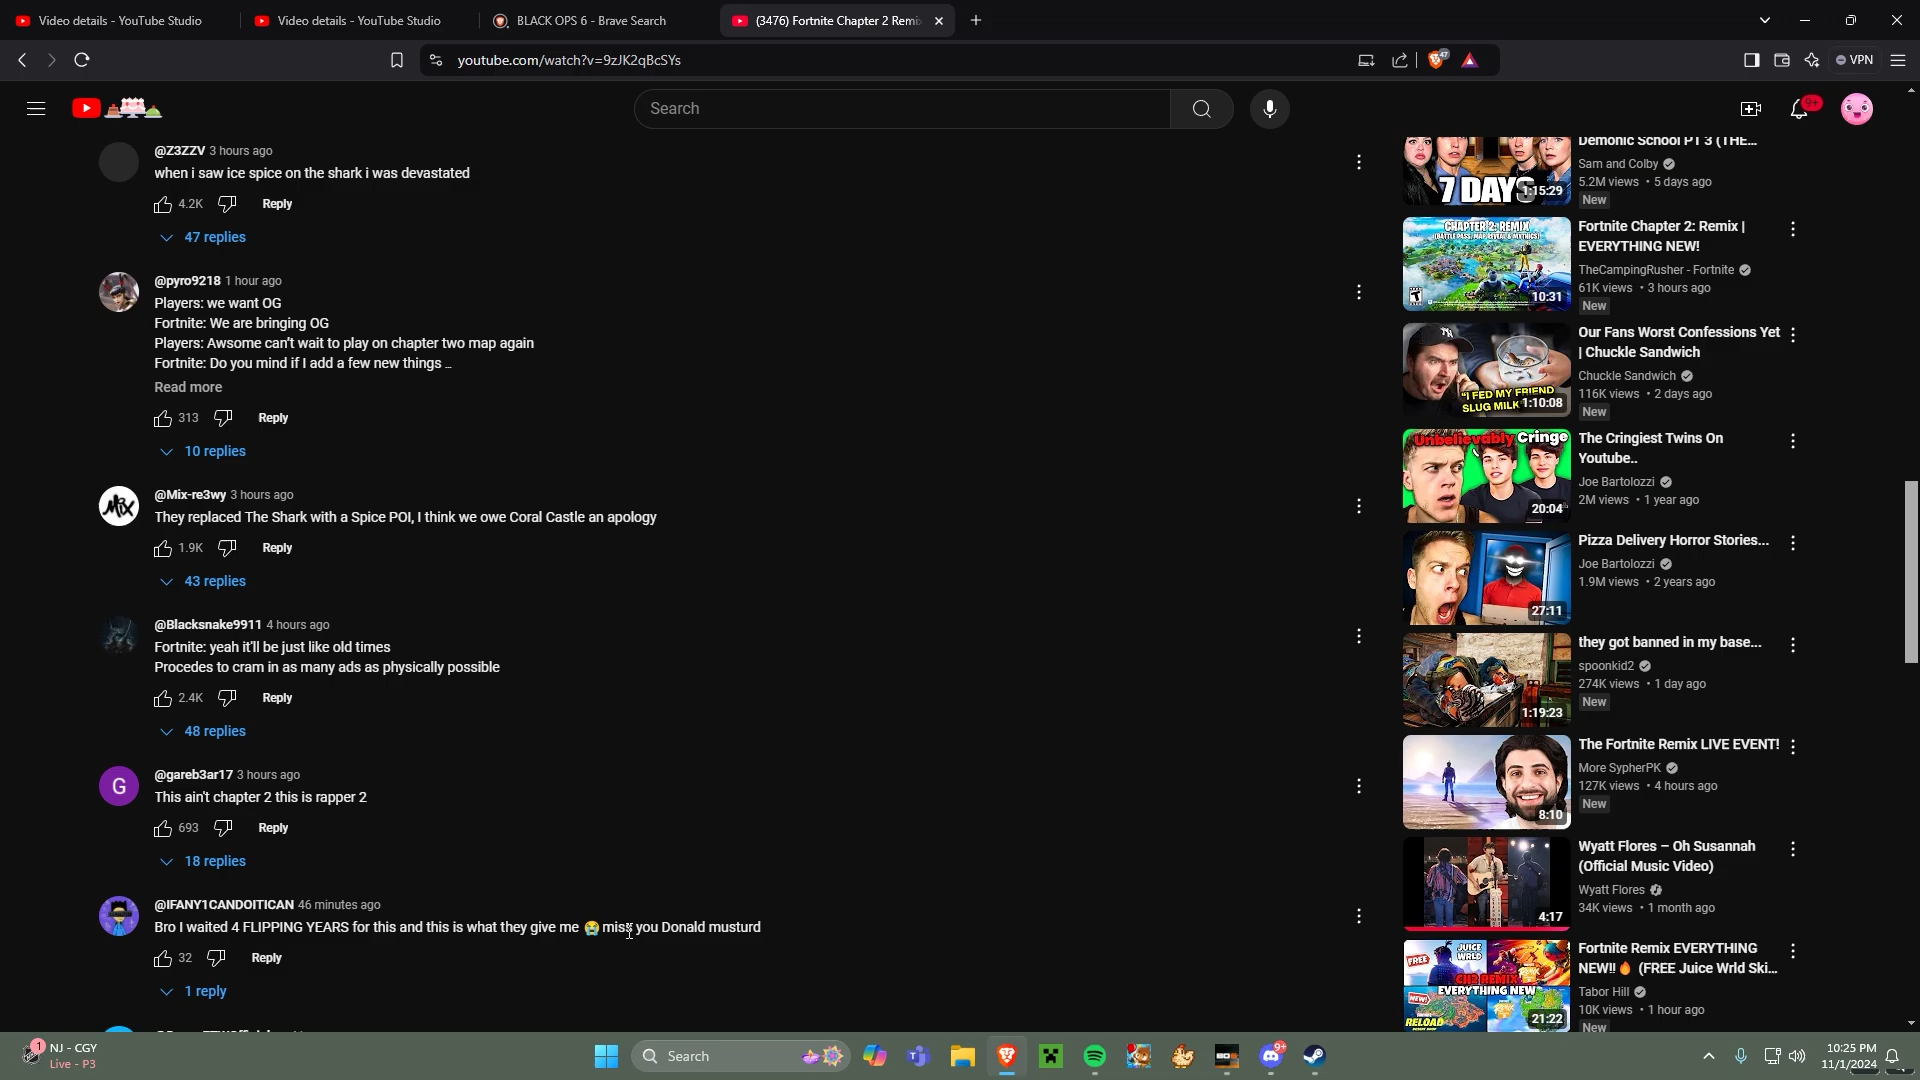 Video details - YouTube Studio
Video details - YouTube Studio
BLACK OPS 6 - Brave Search
(3476) Fortnite Chapter 2 Remi
youtube.com/watch?v=9zJK2qBcSYs
47
VPN
Search
9+
@Z3ZZV 3 hours ago
when i saw ice spice on the shark i was devastated
4.2K Reply
47 replies
@pyro9218 1 hour ago
Players: we want OG
Fortnite: We are bringing OG
Players: Awsome can't wait to play on chapter two map again
Fortnite: Do you mind if I add a few new things ...
Read more
313 Reply
10 replies
@Mix-re3wy 3 hours ago
They replaced The Shark with a Spice POI, I think we owe Coral Castle an apology
1.9K Reply
43 replies
@Blacksnake9911 4 hours ago
Fortnite: yeah it'll be just like old times
Procedes to cram in as many ads as physically possible
2.4K Reply
48 replies
G
@gareb3ar17 3 hours ago
This ain't chapter 2 this is rapper 2
693 Reply
18 replies
@IFANY1CANDOITICAN 46 minutes ago
Bro I waited 4 FLIPPING YEARS for this and this is what they give me 😭 miss you Donald musturd
32 Reply
1 reply
7 DAYS
1:15:29
Demonic School PT 3 (THE...
Sam and Colby
5.2M views • 5 days ago
New
CHAPTER 2: REMIX
(BATTLE PASS, MAP REVEAL & MYTHICS)
10:31
Fortnite Chapter 2: Remix |
EVERYTHING NEW!
TheCampingRusher - Fortnite
61K views • 3 hours ago
New
"I FED MY FRIEND
SLUG MILK
1:10:08
Our Fans Worst Confessions Yet
| Chuckle Sandwich
Chuckle Sandwich
116K views • 2 days ago
New
Unbelievably Cringe
20:04
The Cringiest Twins On
Youtube..
Joe Bartolozzi
2M views • 1 year ago
27:11
Pizza Delivery Horror Stories...
Joe Bartolozzi
1.9M views • 2 years ago
1:19:23
they got banned in my base...
spoonkid2
274K views • 1 day ago
New
8:10
The Fortnite Remix LIVE EVENT!
More SypherPK
127K views • 4 hours ago
New
4:17
Wyatt Flores – Oh Susannah
(Official Music Video)
Wyatt Flores
34K views • 1 month ago
FREE
JUICE
WRLD
CH2 REMIX
EVERYTHING NEW
NEW!
RELOAD
21:22
Fortnite Remix EVERYTHING
NEW!! 🔥 (FREE Juice Wrld Ski...
Tabor Hill
10K views • 1 hour ago
New
1
NJ - CGY
Live - P3
Search
9+
10:25 PM
11/1/2024